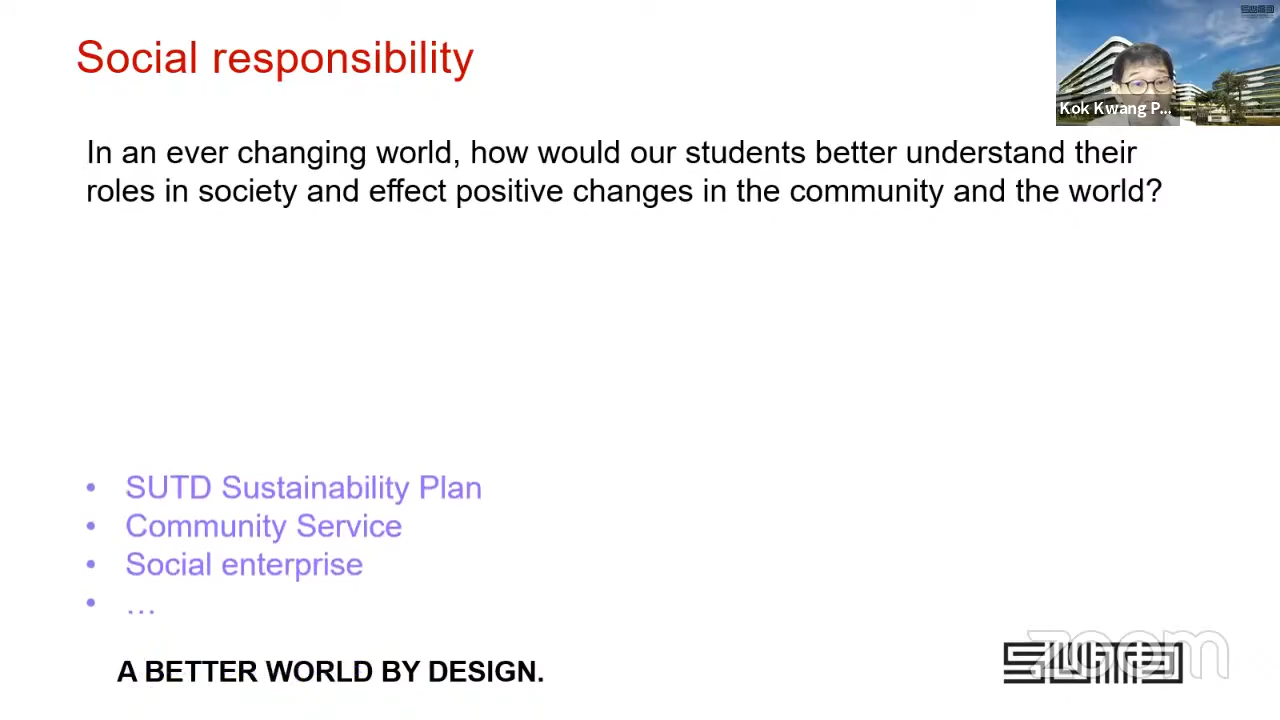 Social responsibility
Kok Kwang P...
In an ever changing world, how would our students better understand their
roles in society and effect positive changes in the community and the world?
• SUTD Sustainability Plan
• Community Service
• Social enterprise
• ...
A BETTER WORLD BY DESIGN.
SUTD
zoom